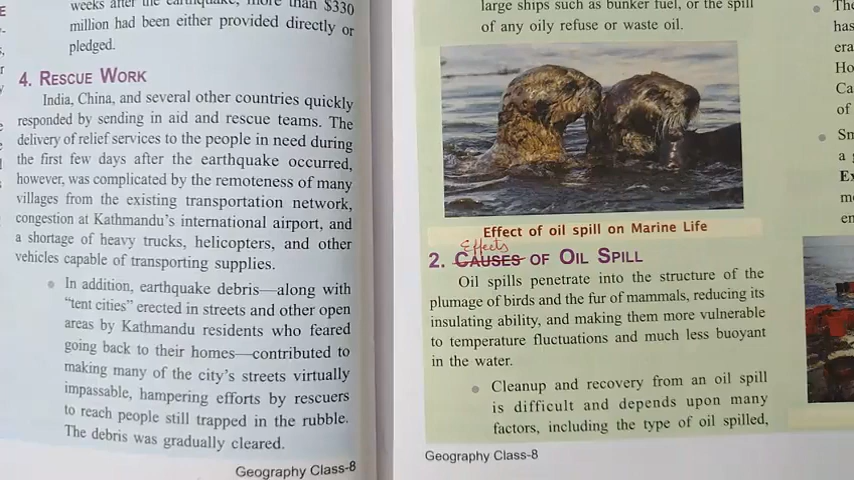 weeks after the earthquake, more than $330
million had been either provided directly or
pledged.
4. RESCUE WORK
India, China, and several other countries quickly
responded by sending in aid and rescue teams. The
delivery of relief services to the people in need during
the first few days after the earthquake occurred,
however, was complicated by the remoteness of many
villages from the existing transportation network,
congestion at Kathmandu's international airport, and
a shortage of heavy trucks, helicopters, and other
vehicles capable of transporting supplies.
In addition, earthquake debris—along with
"tent cities" erected in streets and other open
areas by Kathmandu residents who feared
going back to their homes—contributed to
making many of the city's streets virtually
impassable, hampering efforts by rescuers
to reach people still trapped in the rubble.
The debris was gradually cleared.
Geography Class-8
large ships such as bunker fuel, or the spill
of any oily refuse or waste oil.
Effect of oil spill on Marine Life
Effects
2. CAUSES OF OIL SPILL
Oil spills penetrate into the structure of the
plumage of birds and the fur of mammals, reducing its
insulating ability, and making them more vulnerable
to temperature fluctuations and much less buoyant
in the water.
Cleanup and recovery from an oil spill
is difficult and depends upon many
factors, including the type of oil spilled,
Geography Class-8
has
of
a